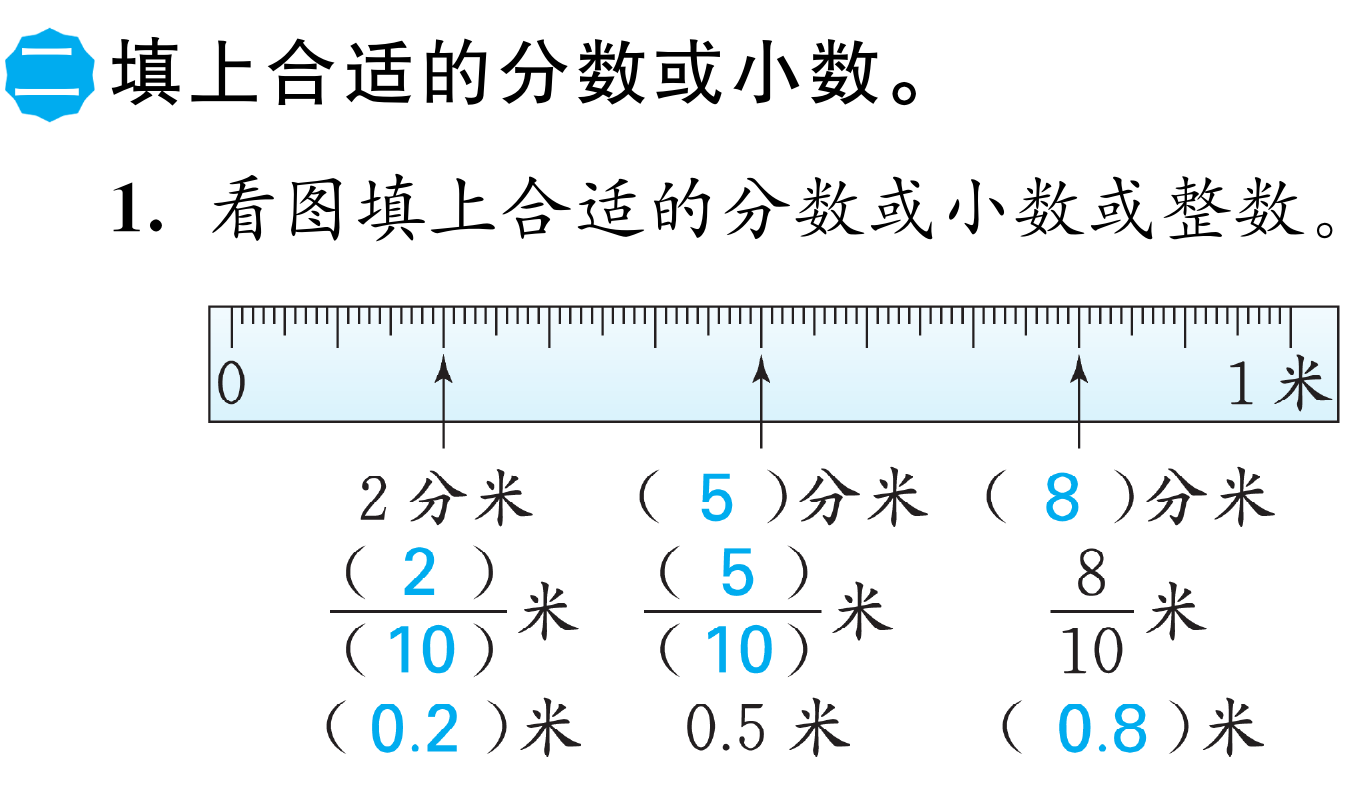 二 填上合适的分数或小数。
1. 看图填上合适的分数或小数或整数。
0 1 米
2 分米 ( 5 )分米 ( 8 )分米
( 2 ) ( 5 ) 8
米 米 米
( 10 ) ( 10 ) 10
( 0.2 )米 0.5 米 ( 0.8 )米